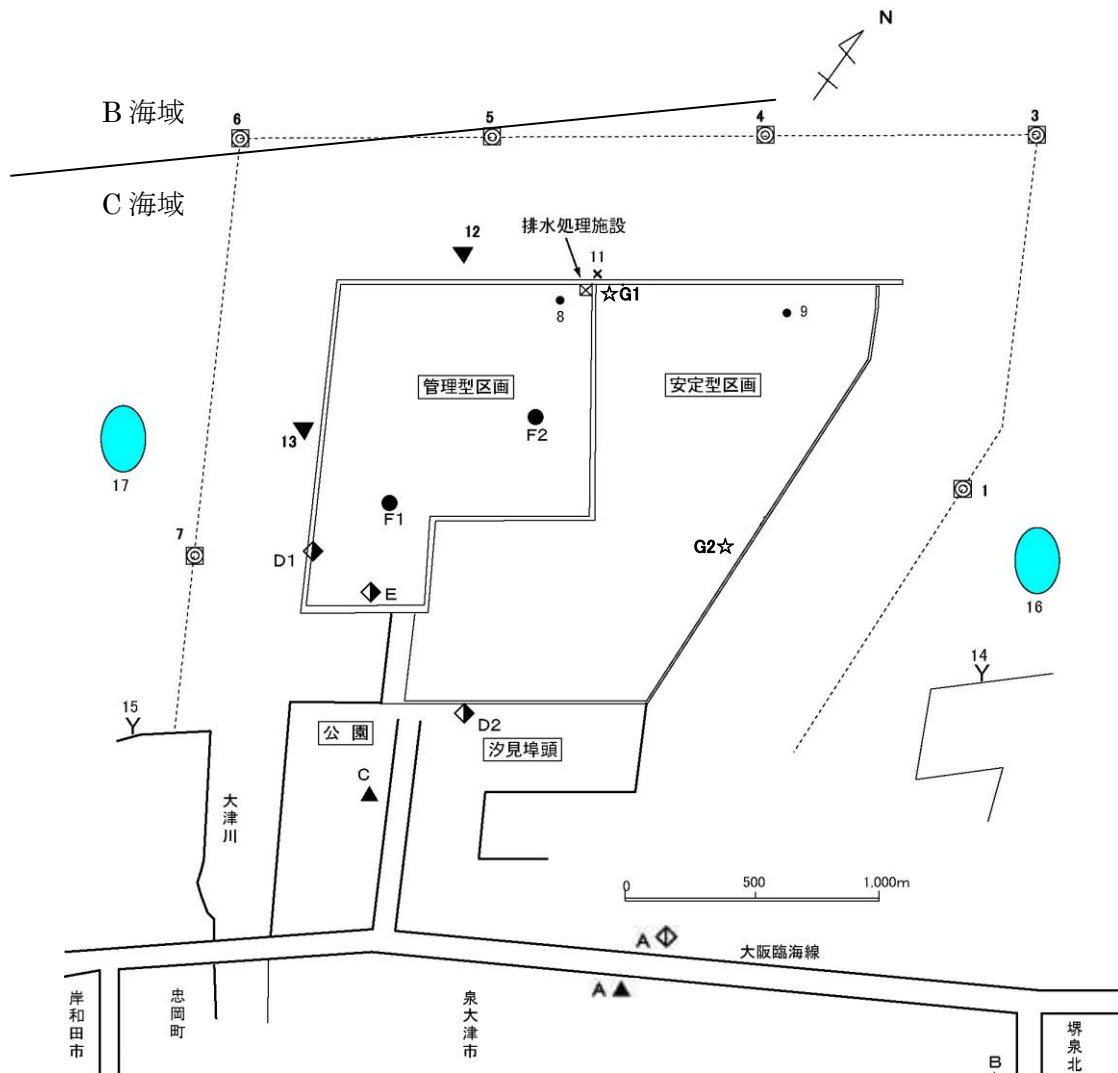 N
B 海域
6
5
4
3
C 海域
12
排水処理施設
11
G1
8
9
管理型区画
安定型区画
F2
13
17
F1
1
7
D1
G2
E
16
14
15
D2
公園
汐見埠頭
C
大津川
0 500 1,000m
A
大阪臨海線
A
岸和田市
忠岡町
泉大津市
堺泉北
B